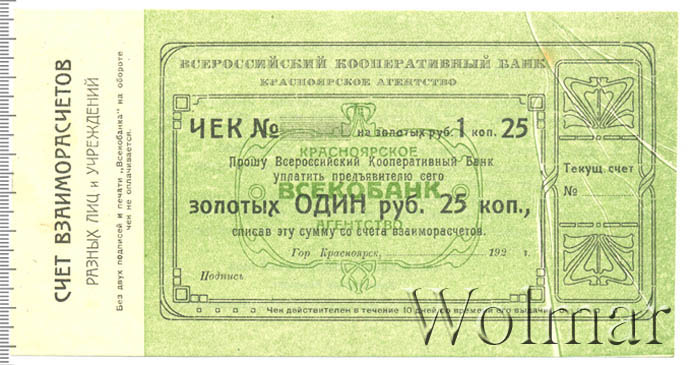 СЧЕТ ВЗАИМОРАСЧЕТОВ
РАЗНЫХ ЛИЦ И УЧРЕЖДЕНИЙ
Без двух подписей и печати „Всекобанка“ на обороте
чек не оплачивается.
ВСЕРОССИЙСКИЙ КООПЕРАТИВНЫЙ БАНК
КРАСНОЯРСКОЕ АГЕНТСТВО
ЧЕК № на золотых руб. 1 коп. 25
КРАСНОЯРСКОЕ
Прошу Всероссийский Кооперативный Банк
уплатить предъявителю сего
ВСЕКОБАНК
золотых ОДИН руб. 25 коп.,
АГЕНТСТВО
списав эту сумму со счета взаиморасчетов.
Гор Красноярск, 192 г.
Подпись
Чек действителен в течение 10 дней со времени его выдачи
Текущ. счет
№
Wolmar